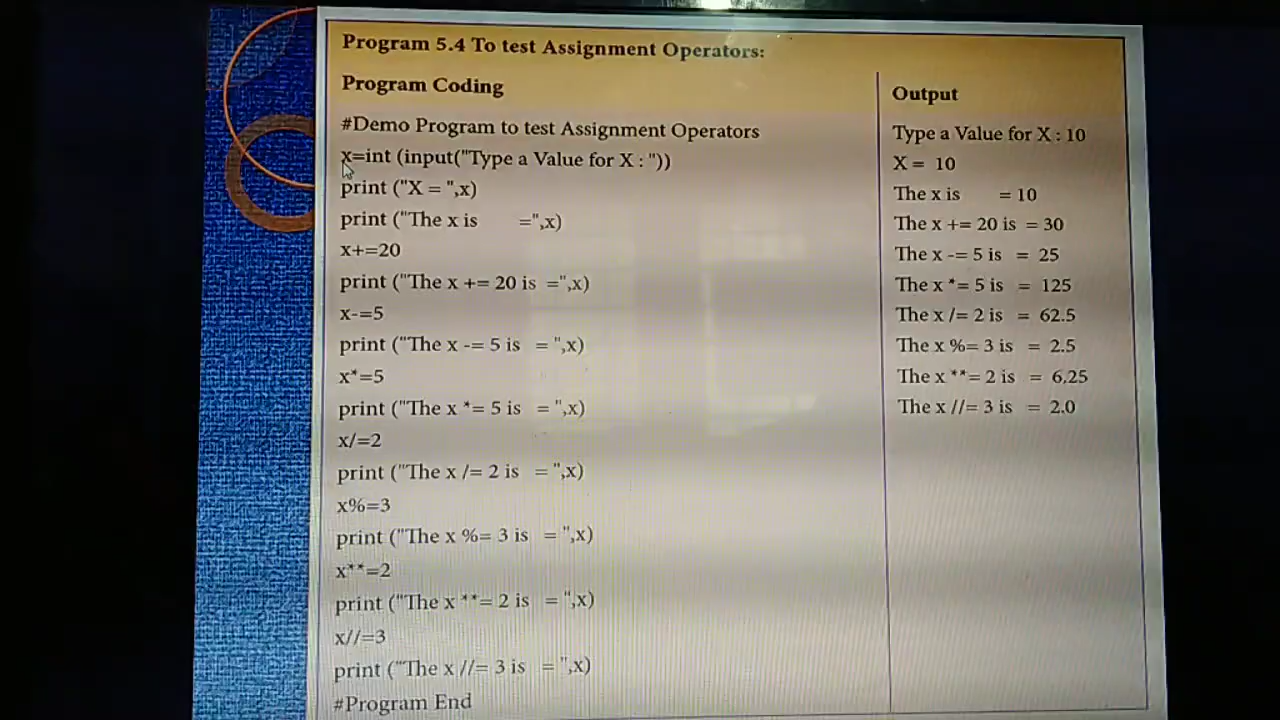 Program 5.4 To test Assignment Operators:
Program Coding
#Demo Program to test Assignment Operators
x=int (input("Type a Value for X : "))
print ("X = ",x)
print ("The x is      =",x)
x+=20
print ("The x += 20 is  =",x)
x-=5
print ("The x -= 5 is  = ",x)
x*=5
print ("The x *= 5 is  = ",x)
x/=2
print ("The x /= 2 is  = ",x)
x%=3
print ("The x %= 3 is  = ",x)
x**=2
print ("The x **= 2 is  = ",x)
x//=3
print ("The x //= 3 is  = ",x)
#Program End
Output
Type a Value for X : 10
X =  10
The x is      = 10
The x += 20 is  = 30
The x -= 5 is  =  25
The x *= 5 is  =  125
The x /= 2 is  =  62.5
The x %= 3 is  =  2.5
The x **= 2 is  =  6,25
The x //= 3 is  =  2.0